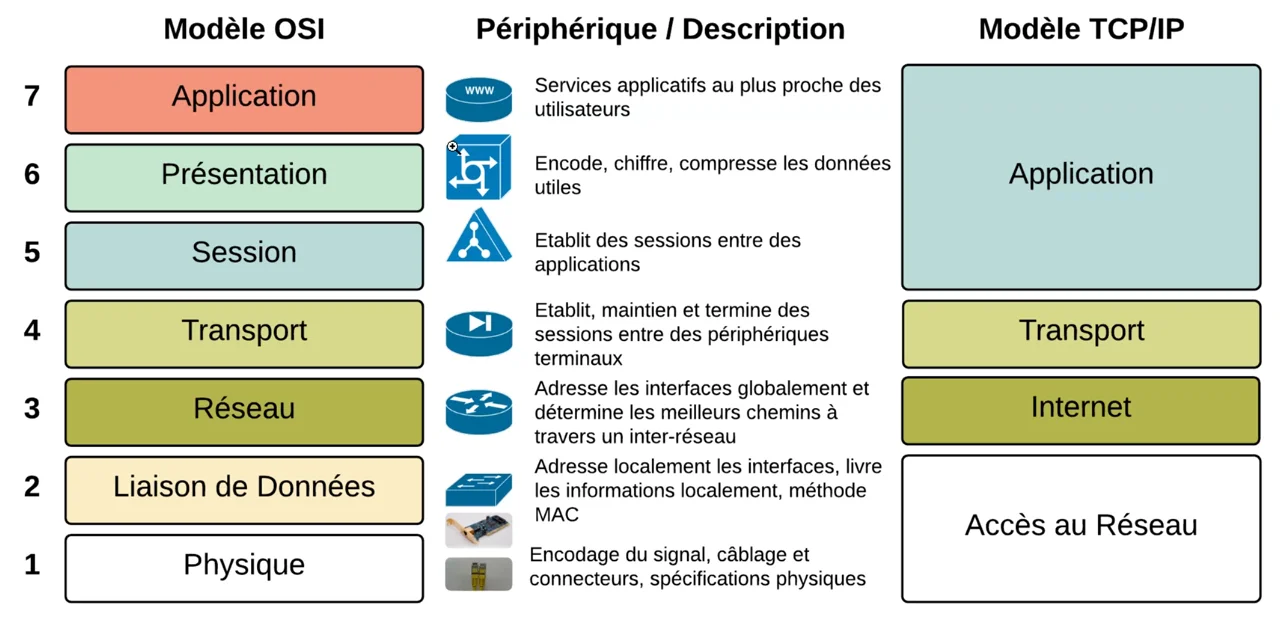 Modèle OSI
Périphérique / Description
Modèle TCP/IP
7
Application
www
Services applicatifs au plus proche des
utilisateurs
Application
6
Présentation
Encode, chiffre, compresse les données
utiles
5
Session
Etablit des sessions entre des
applications
4
Transport
Etablit, maintien et termine des
sessions entre des périphériques
terminaux
Transport
3
Réseau
Adresse les interfaces globalement et
détermine les meilleurs chemins à
travers un inter-réseau
Internet
2
Liaison de Données
Adresse localement les interfaces, livre
les informations localement, méthode
MAC
Accès au Réseau
1
Physique
Encodage du signal, câblage et
connecteurs, spécifications physiques